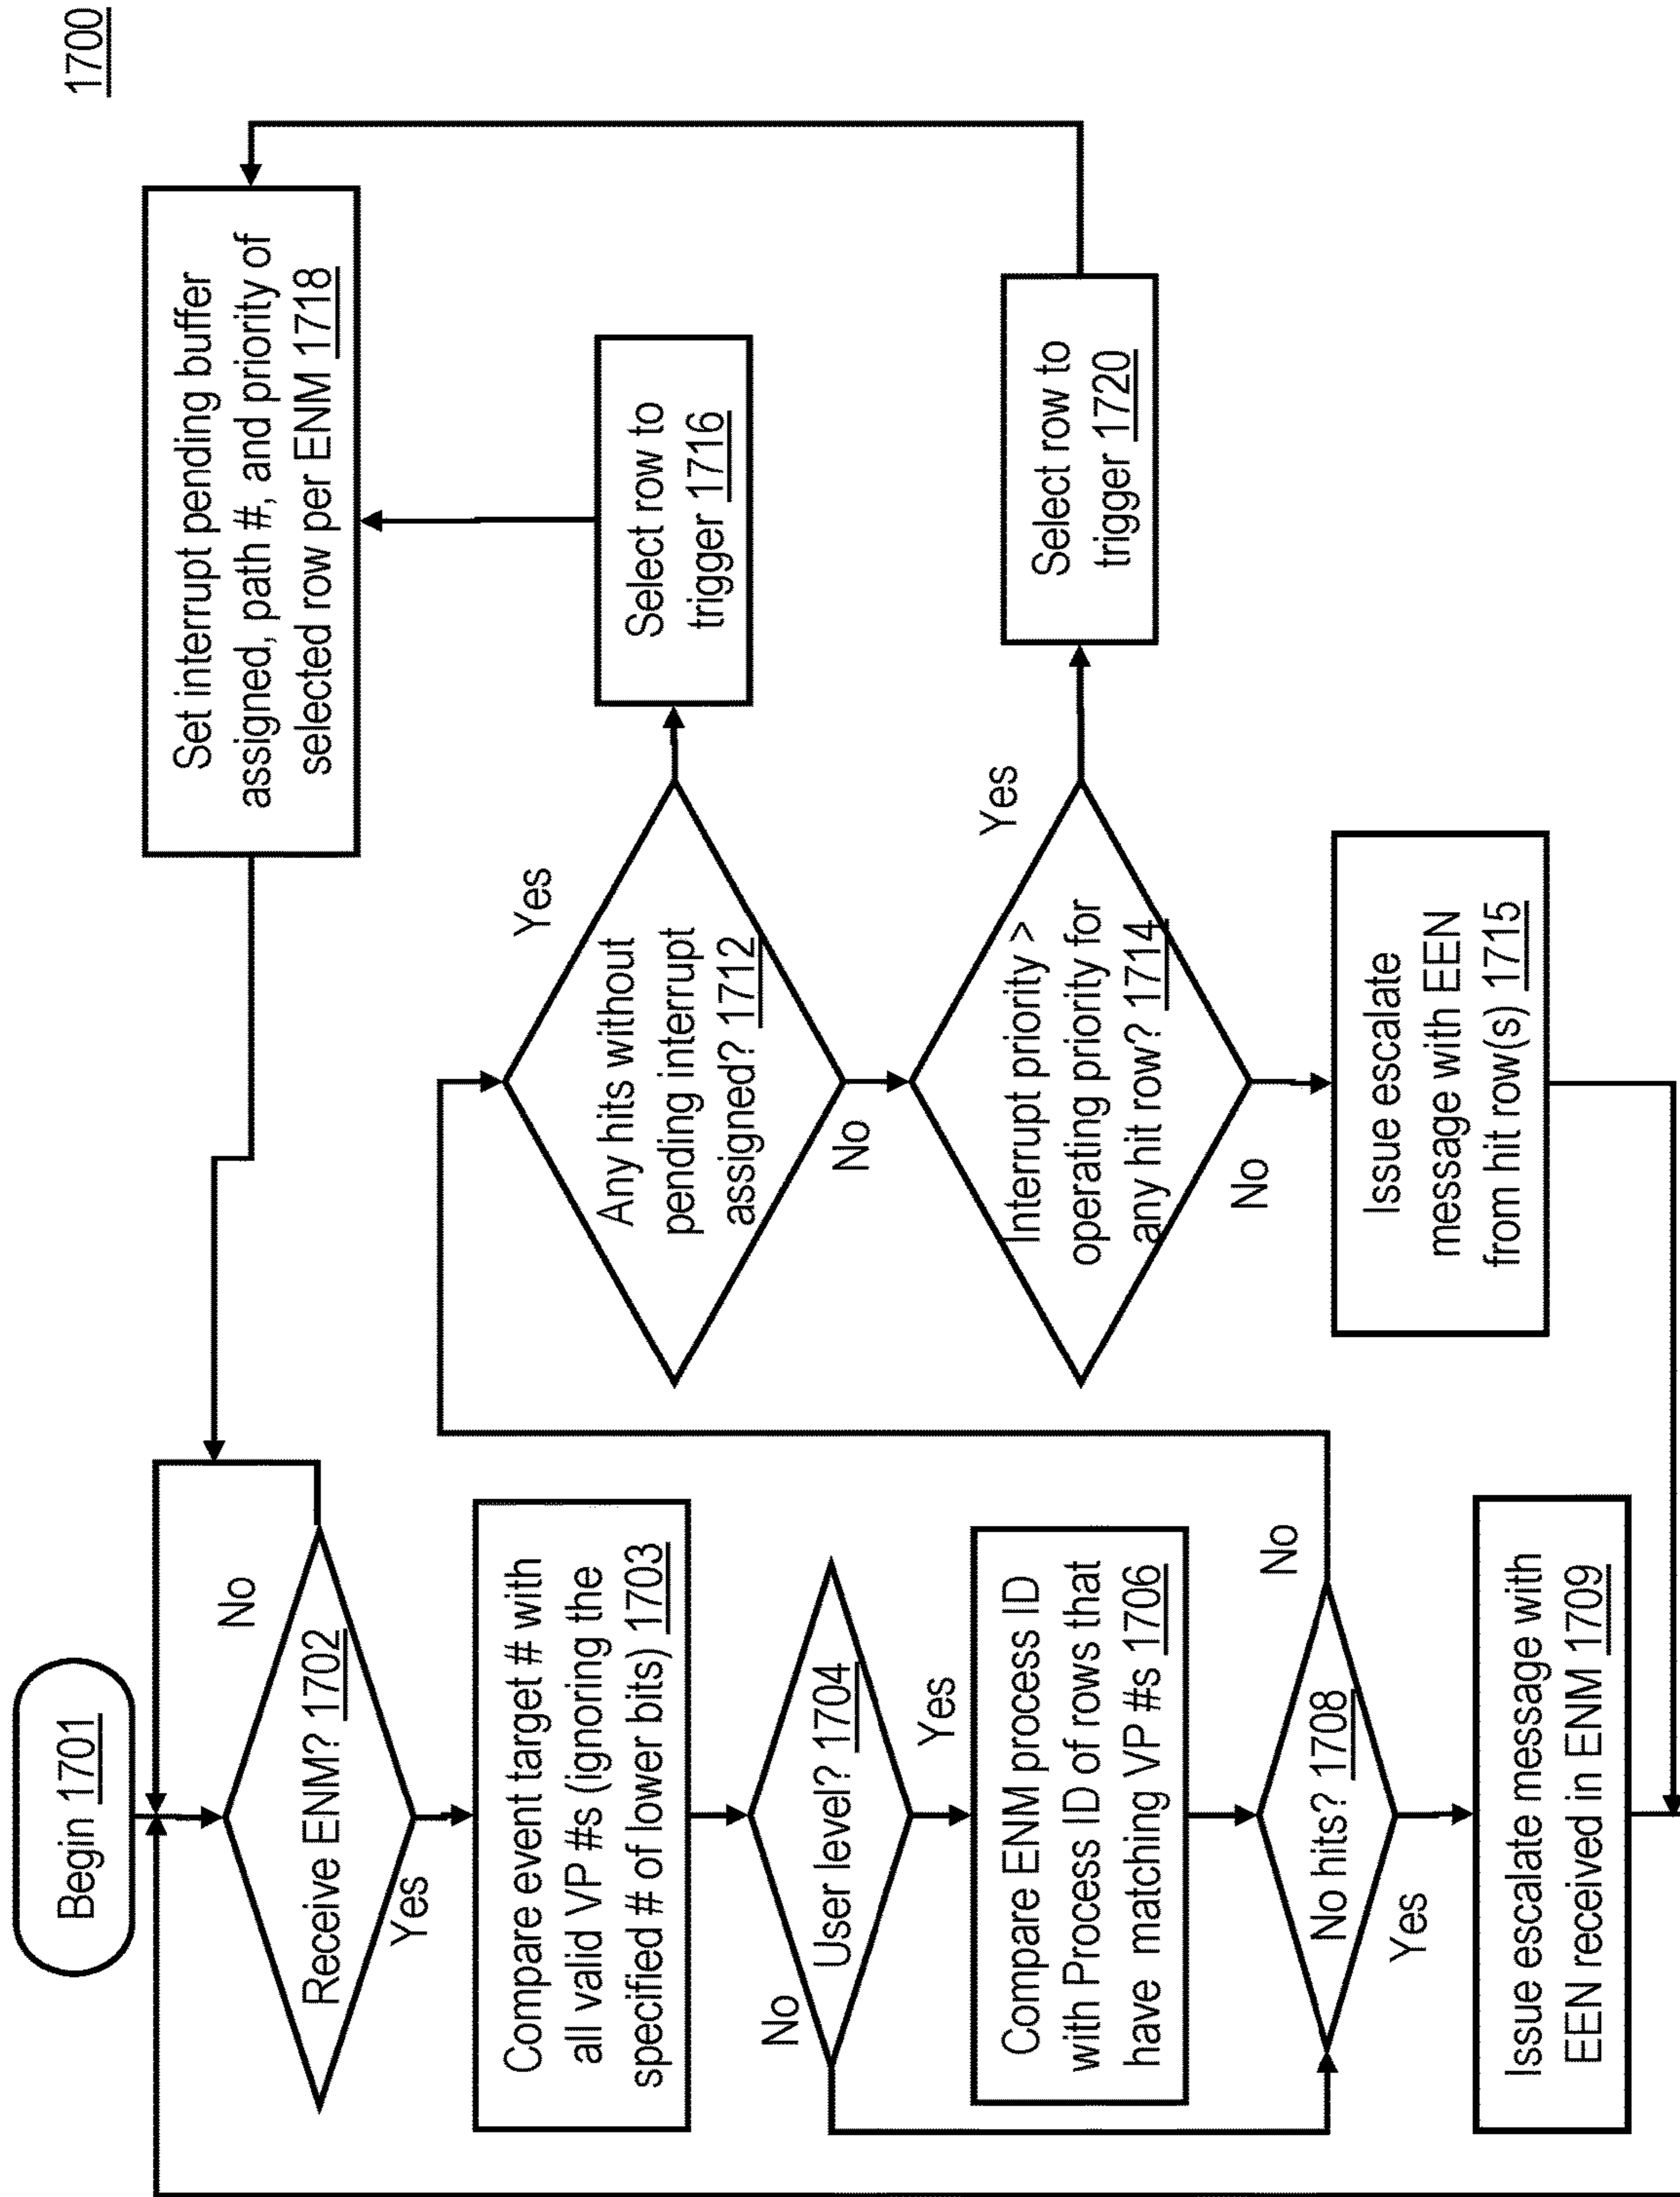 1700
Begin 1701
Receive ENM? 1702
No
Yes
Compare event target # with
all valid VP #s (ignoring the
specified # of lower bits) 1703
User level? 1704
No
Yes
Compare ENM process ID
with Process ID of rows that
have matching VP #s 1706
No hits? 1708
No
Yes
Issue escalate message with
EEN received in ENM 1709
Any hits without
pending interrupt
assigned? 1712
Yes
No
Interrupt priority >
operating priority for
any hit row? 1714
Yes
No
Issue escalate
message with EEN
from hit row(s) 1715
Select row to
trigger 1716
Select row to
trigger 1720
Set interrupt pending buffer
assigned, path #, and priority of
selected row per ENM 1718